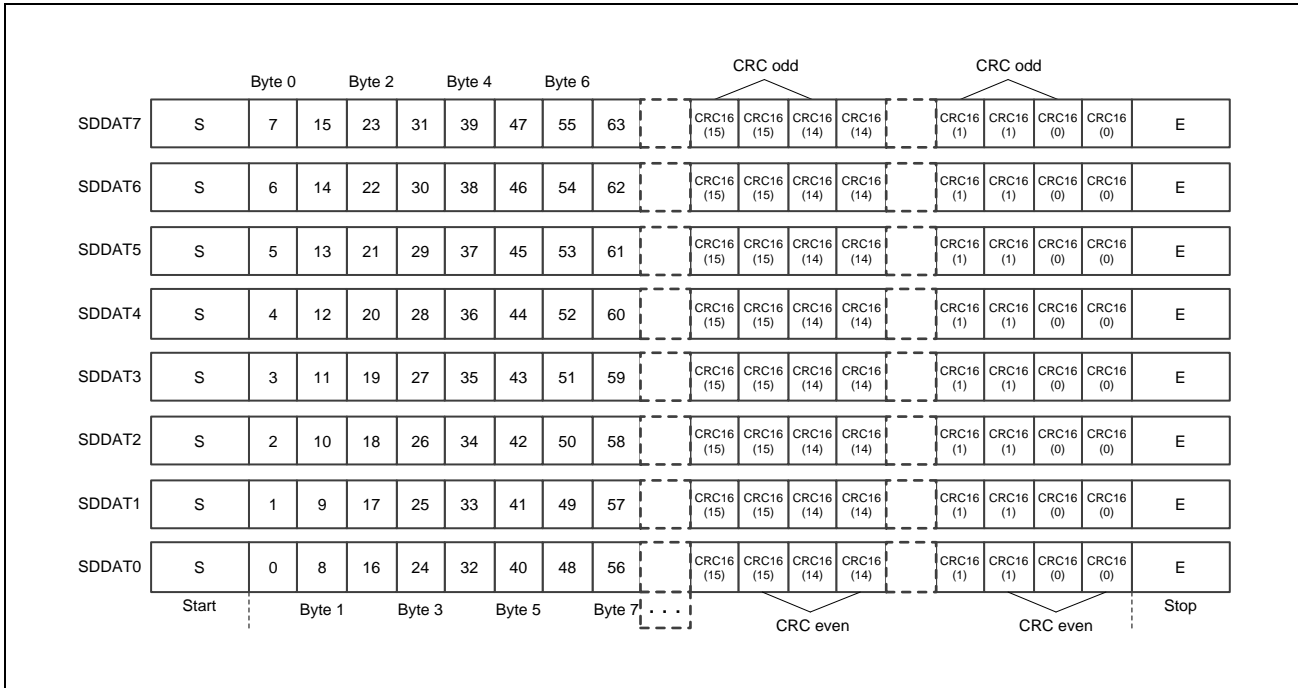 CRC odd CRC odd
Byte 0 Byte 2 Byte 4 Byte 6
SDDAT7 S 7 15 23 31 39 47 55 63 CRC16 (15) CRC16 (15) CRC16 (14) CRC16 (14) CRC16 (1) CRC16 (1) CRC16 (0) CRC16 (0) E
SDDAT6 S 6 14 22 30 38 46 54 62 CRC16 (15) CRC16 (15) CRC16 (14) CRC16 (14) CRC16 (1) CRC16 (1) CRC16 (0) CRC16 (0) E
SDDAT5 S 5 13 21 29 37 45 53 61 CRC16 (15) CRC16 (15) CRC16 (14) CRC16 (14) CRC16 (1) CRC16 (1) CRC16 (0) CRC16 (0) E
SDDAT4 S 4 12 20 28 36 44 52 60 CRC16 (15) CRC16 (15) CRC16 (14) CRC16 (14) CRC16 (1) CRC16 (1) CRC16 (0) CRC16 (0) E
SDDAT3 S 3 11 19 27 35 43 51 59 CRC16 (15) CRC16 (15) CRC16 (14) CRC16 (14) CRC16 (1) CRC16 (1) CRC16 (0) CRC16 (0) E
SDDAT2 S 2 10 18 26 34 42 50 58 CRC16 (15) CRC16 (15) CRC16 (14) CRC16 (14) CRC16 (1) CRC16 (1) CRC16 (0) CRC16 (0) E
SDDAT1 S 1 9 17 25 33 41 49 57 CRC16 (15) CRC16 (15) CRC16 (14) CRC16 (14) CRC16 (1) CRC16 (1) CRC16 (0) CRC16 (0) E
SDDAT0 S 0 8 16 24 32 40 48 56 CRC16 (15) CRC16 (15) CRC16 (14) CRC16 (14) CRC16 (1) CRC16 (1) CRC16 (0) CRC16 (0) E
Start Byte 1 Byte 3 Byte 5 Byte 7 . . . Stop
CRC even CRC even